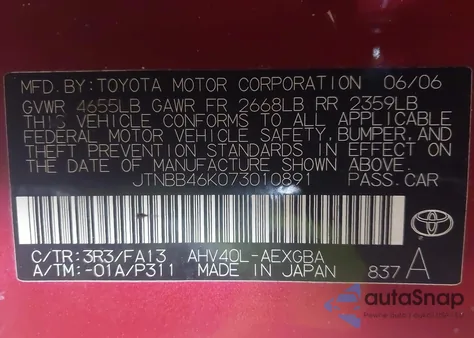 MFD. BY: TOYOTA MOTOR CORPORATION 06/06
GVWR 4655LB GAWR FR 2668LB RR 2359LB
THIS VEHICLE CONFORMS TO ALL APPLICABLE
FEDERAL MOTOR VEHICLE SAFETY, BUMPER, AND
THEFT PREVENTION STANDARDS IN EFFECT ON
THE DATE OF MANUFACTURE SHOWN ABOVE.
JTNBB46K073010891 PASS. CAR
TOYOTA
C/TR: 3R3/FA13 AHV40L-AEXGBA
A/TM: -01A/P311 MADE IN JAPAN 837 A
autoSnap